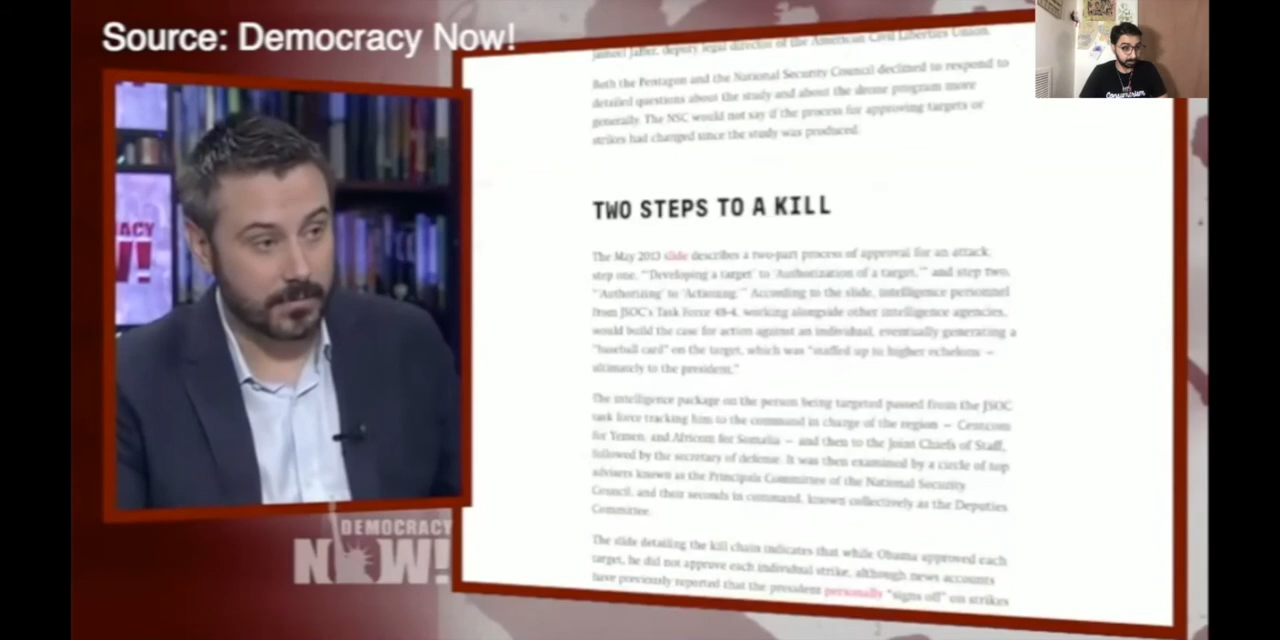 Source: Democracy Now!
Jameel Jaffer, deputy legal director of the American Civil Liberties Union.
Both the Pentagon and the National Security Council declined to respond to
detailed questions about the study and about the drone program more
generally. The NSC would not say if the process for approving targets or
strikes had changed since the study was produced.
TWO STEPS TO A KILL
The May 2013 slide describes a two-part process of approval for an attack:
step one, “‘Developing a target’ to ‘Authorization of a target,’” and step two,
“‘Authorizing’ to ‘Actioning.’” According to the slide, intelligence personnel
from JSOC’s Task Force 48-4, working alongside other intelligence agencies,
would build the case for action against an individual, eventually generating a
“baseball card” on the target, which was “staffed up to higher echelons —
ultimately to the president.”
The intelligence package on the person being targeted passed from the JSOC
task force tracking him to the command in charge of the region — Centcom
for Yemen, and Africom for Somalia — and then to the Joint Chiefs of Staff,
followed by the secretary of defense. It was then examined by a circle of top
advisers known as the Principals Committee of the National Security
Council, and their seconds in command, known collectively as the Deputies
Committee.
The slide detailing the kill chain indicates that while Obama approved each
target, he did not approve each individual strike, although news accounts
have previously reported that the president personally “signs off” on strikes
ACY
W!
DEMOCRACY
NOW!